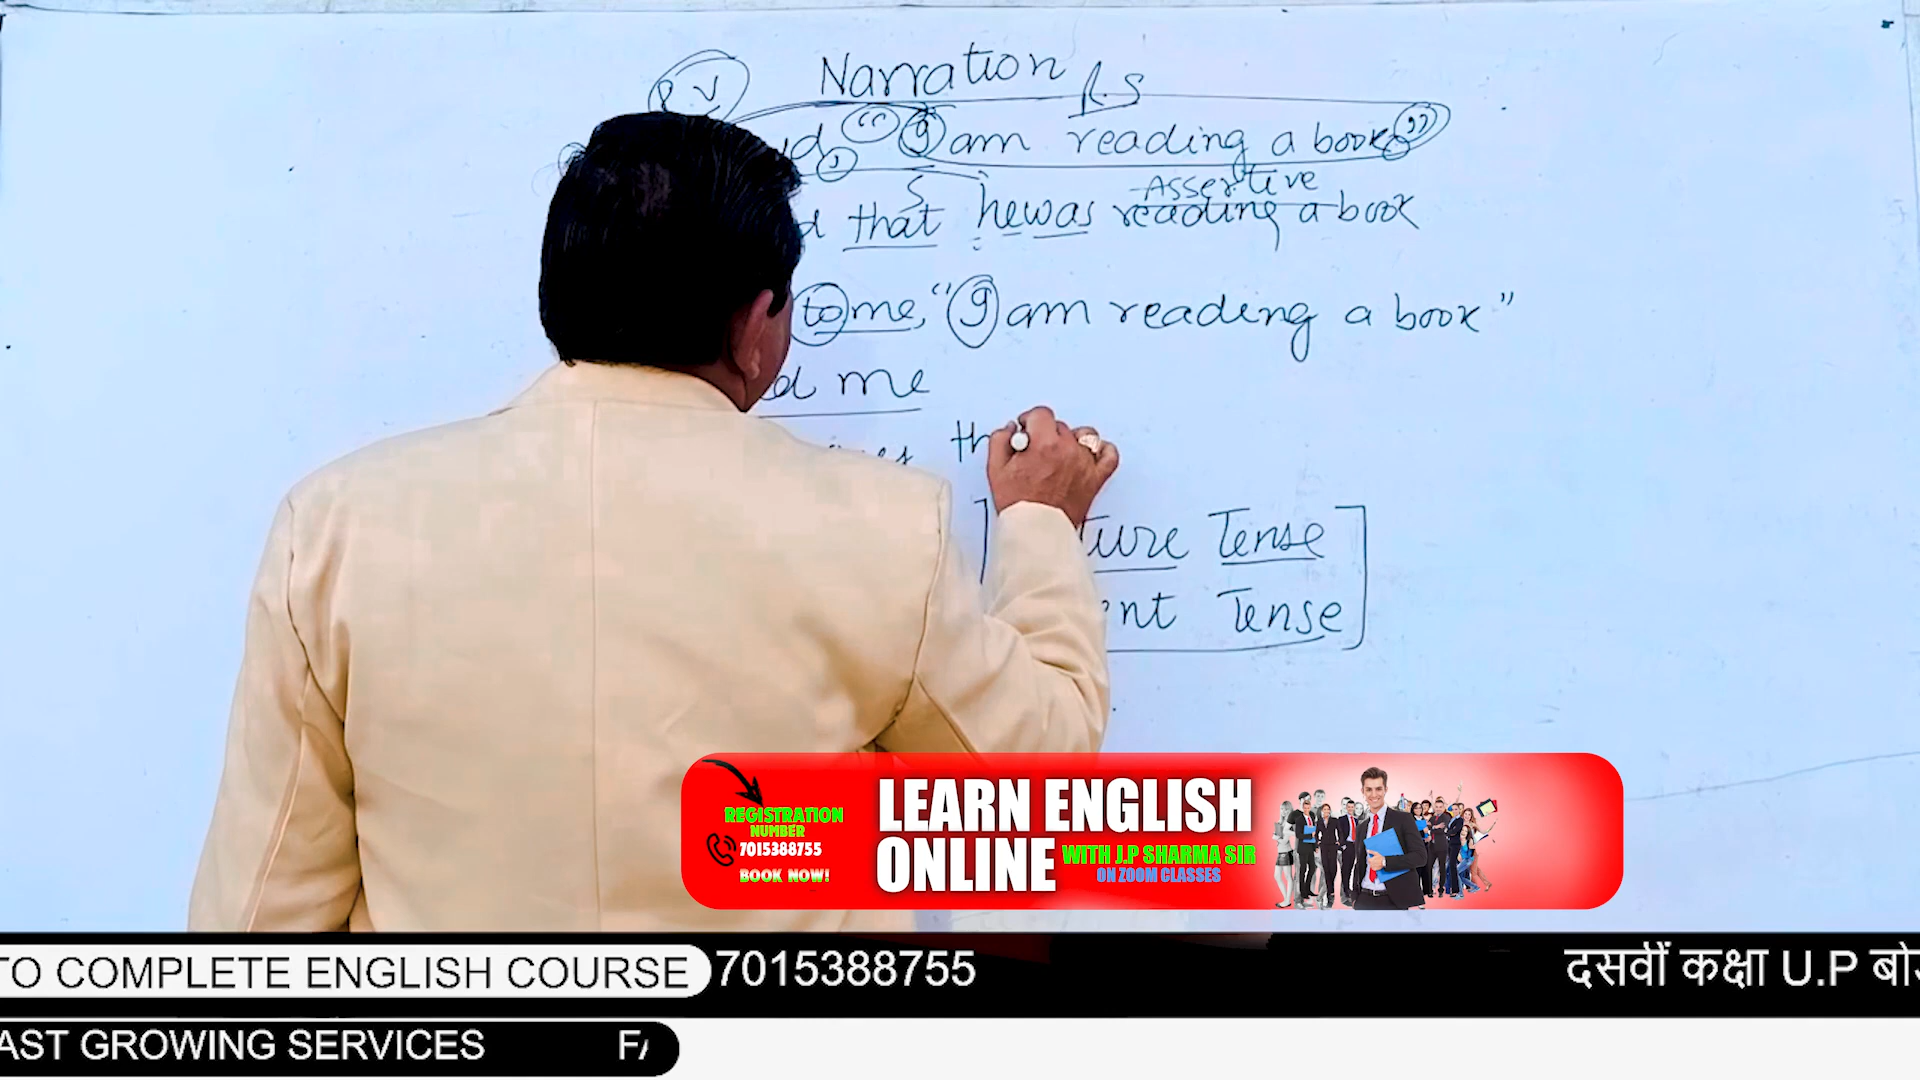 Narration
P V R.S
“ I am reading a book ”
Assertive
that he was reading a book
to me, “ I am reading a book ”
me
Tense
Tense
REGISTRATION
NUMBER
7015388755
BOOK NOW!
LEARN ENGLISH
ONLINE WITH J.P SHARMA SIR
ON ZOOM CLASSES
TO COMPLETE ENGLISH COURSE 7015388755 दसवीं कक्षा U.P
GROWING SERVICES